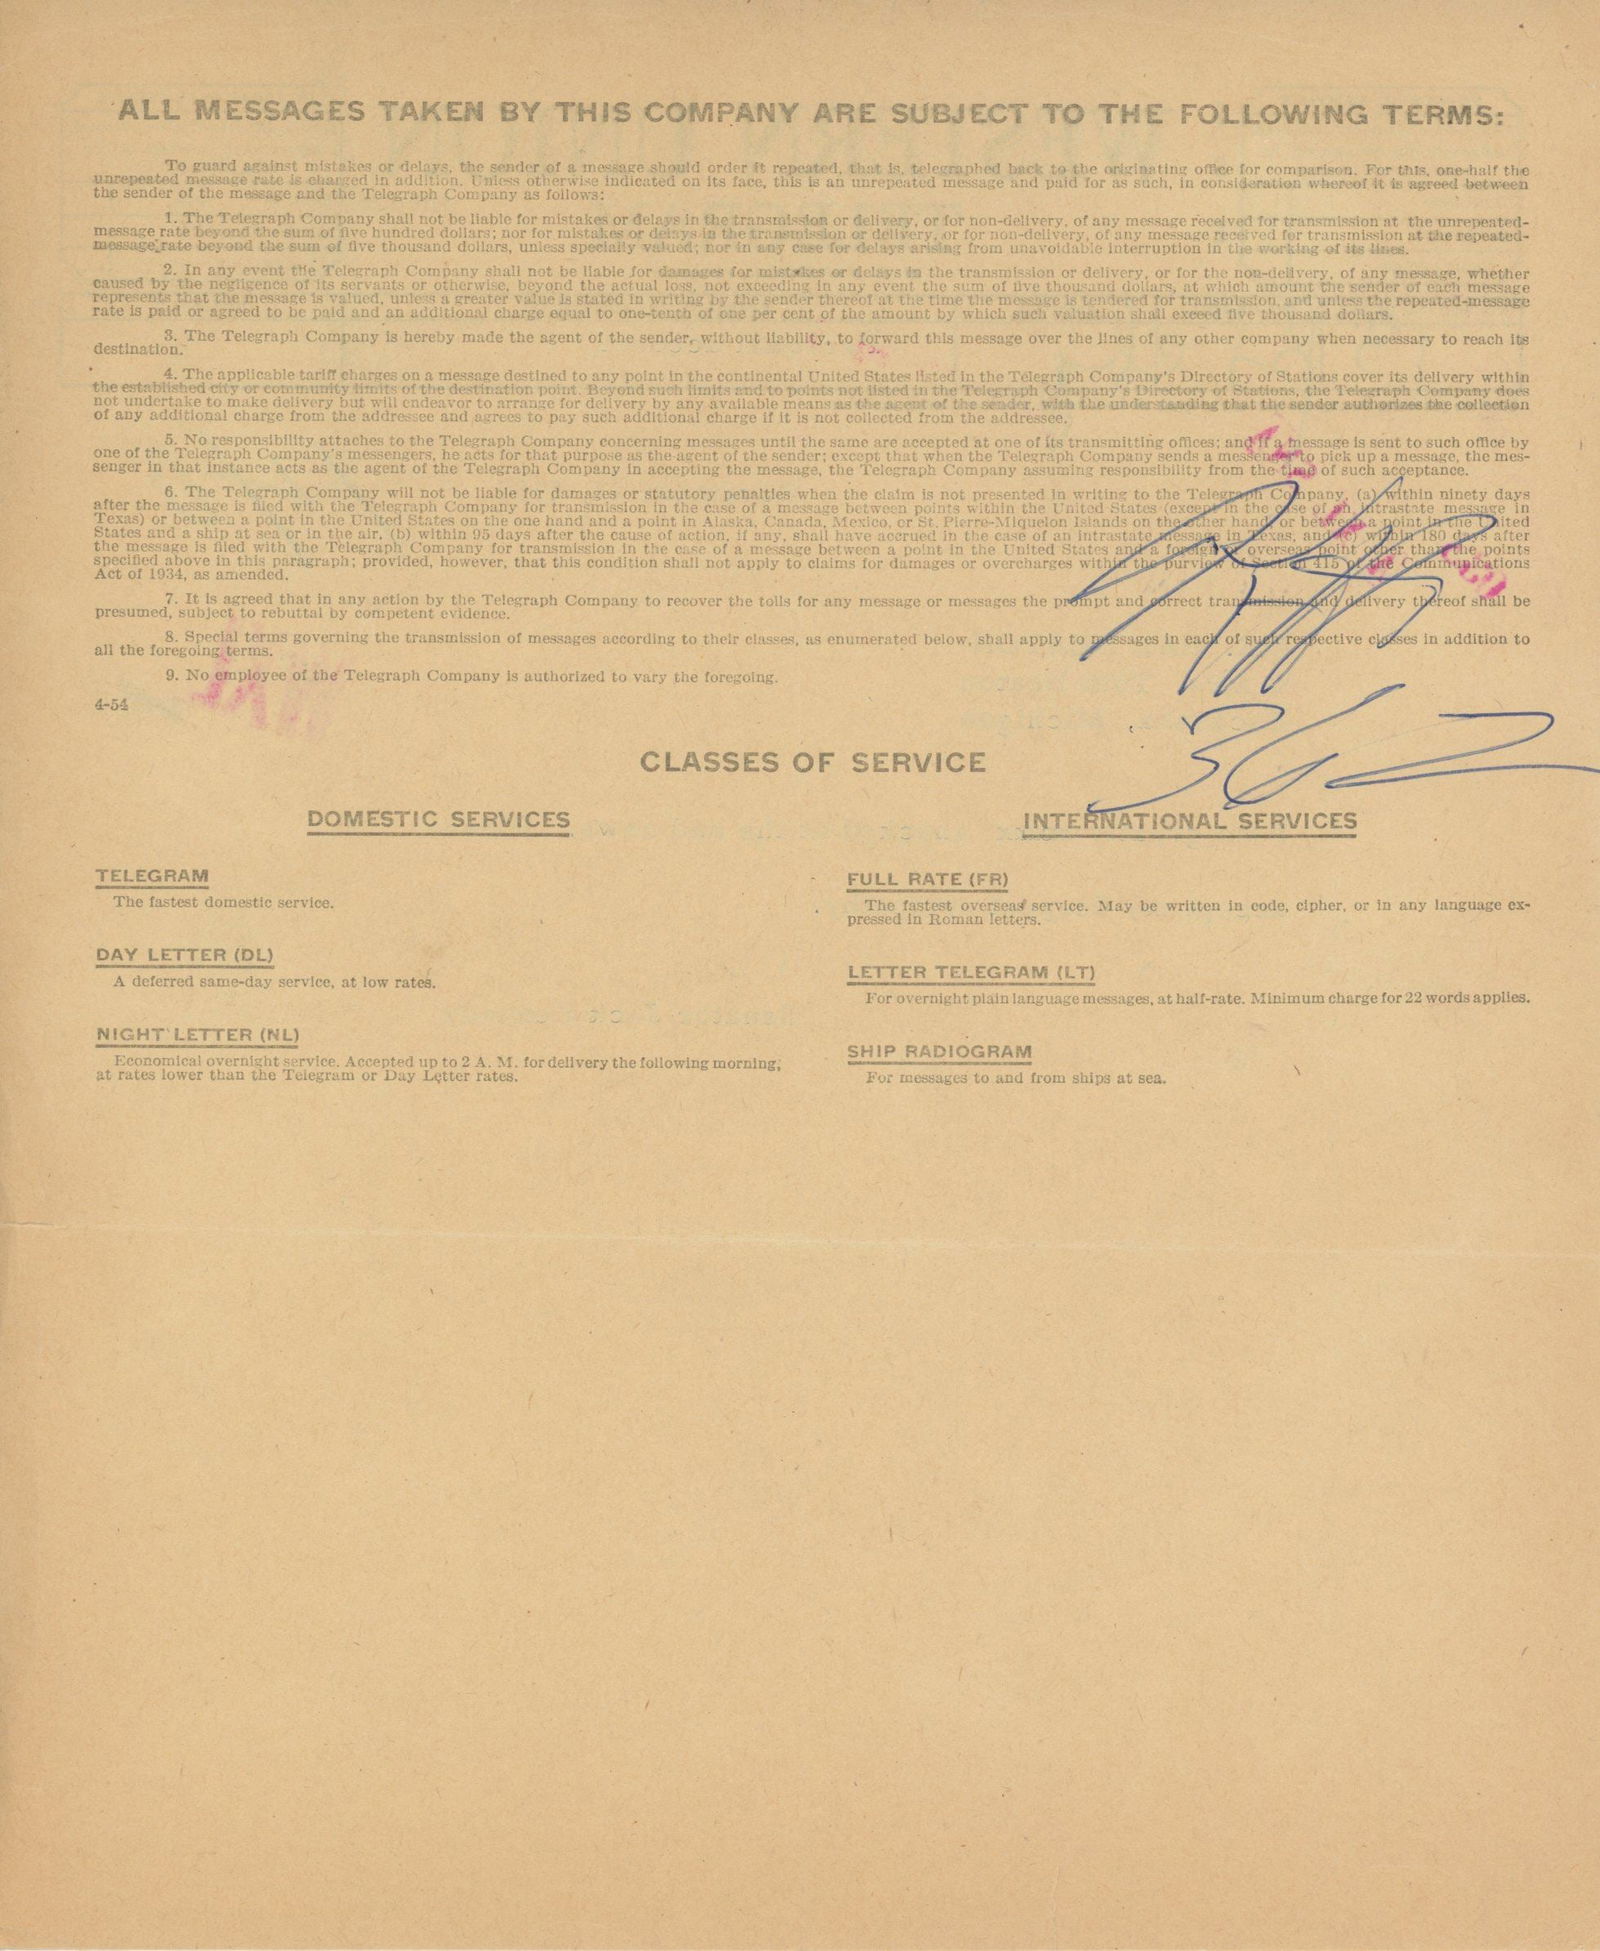 ALL MESSAGES TAKEN BY THIS COMPANY ARE SUBJECT TO THE FOLLOWING TERMS:
To guard against mistakes or delays, the sender of a message should order it repeated, that is, telegraphed back to the originating office for comparison. For this, one-half the
unrepeated message rate is charged in addition. Unless otherwise indicated on its face, this is an unrepeated message and paid for as such, in consideration whereof it is agreed between
the sender of the message and the Telegraph Company as follows:
1. The Telegraph Company shall not be liable for mistakes or delays in the transmission or delivery, or for non-delivery, of any message received for transmission at the unrepeated-
message rate beyond the sum of five hundred dollars; nor for mistakes or delays in the transmission or delivery, or for non-delivery, of any message received for transmission at the repeated-
message rate beyond the sum of five thousand dollars, unless specially valued; nor in any case for delays arising from unavoidable interruption in the working of its lines.
2. In any event the Telegraph Company shall not be liable for damages for mistakes or delays in the transmission or delivery, or for the non-delivery, of any message, whether
caused by the negligence of its servants or otherwise, beyond the actual loss, not exceeding in any event the sum of five thousand dollars, at which amount the sender of each message
represents that the message is valued, unless a greater value is stated in writing by the sender thereof at the time the message is tendered for transmission, and unless the repeated-message
rate is paid or agreed to be paid and an additional charge equal to one-tenth of one per cent of the amount by which such valuation shall exceed five thousand dollars.
3. The Telegraph Company is hereby made the agent of the sender, without liability, to forward this message over the lines of any other company when necessary to reach its
destination.
4. The applicable tariff charges on a message destined to any point in the continental United States listed in the Telegraph Company's Directory of Stations cover its delivery within
the established city or community limits of the destination point. Beyond such limits and to points not listed in the Telegraph Company's Directory of Stations, the Telegraph Company does
not undertake to make delivery but will endeavor to arrange for delivery by any available means as the agent of the sender, with the understanding that the sender authorizes the collection
of any additional charge from the addressee and agrees to pay such additional charge if it is not collected from the addressee.
5. No responsibility attaches to the Telegraph Company concerning messages until the same are accepted at one of its transmitting offices; and if a message is sent to such office by
one of the Telegraph Company's messengers, he acts for that purpose as the agent of the sender; except that when the Telegraph Company sends a messenger to pick up a message, the mes-
senger in that instance acts as the agent of the Telegraph Company in accepting the message, the Telegraph Company assuming responsibility from the time of such acceptance.
6. The Telegraph Company will not be liable for damages or statutory penalties when the claim is not presented in writing to the Telegraph Company, (a) within ninety days
after the message is filed with the Telegraph Company for transmission in the case of a message between points within the United States (except in the case of an intrastate message in
Texas) or between a point in the United States on the one hand and a point in Alaska, Canada, Mexico, or St. Pierre-Miquelon Islands on the other hand, or between a point in the United
States and a ship at sea or in the air, (b) within 95 days after the cause of action, if any, shall have accrued in the case of an intrastate message in Texas, and (c) within 180 days after
the message is filed with the Telegraph Company for transmission in the case of a message between a point in the United States and a foreign or overseas point other than the points
specified above in this paragraph; provided, however, that this condition shall not apply to claims for damages or overcharges within the purview of Section 415 of the Communications
Act of 1934, as amended.
7. It is agreed that in any action by the Telegraph Company to recover the tolls for any message or messages the prompt and correct transmission and delivery thereof shall be
presumed, subject to rebuttal by competent evidence.
8. Special terms governing the transmission of messages according to their classes, as enumerated below, shall apply to messages in each of such respective classes in addition to
all the foregoing terms.
9. No employee of the Telegraph Company is authorized to vary the foregoing.
4-54
CLASSES OF SERVICE
DOMESTIC SERVICES
TELEGRAM
The fastest domestic service.
DAY LETTER (DL)
A deferred same-day service, at low rates.
NIGHT LETTER (NL)
Economical overnight service. Accepted up to 2 A. M. for delivery the following morning,
at rates lower than the Telegram or Day Letter rates.
INTERNATIONAL SERVICES
FULL RATE (FR)
The fastest overseas service. May be written in code, cipher, or in any language ex-
pressed in Roman letters.
LETTER TELEGRAM (LT)
For overnight plain language messages, at half-rate. Minimum charge for 22 words applies.
SHIP RADIOGRAM
For messages to and from ships at sea.